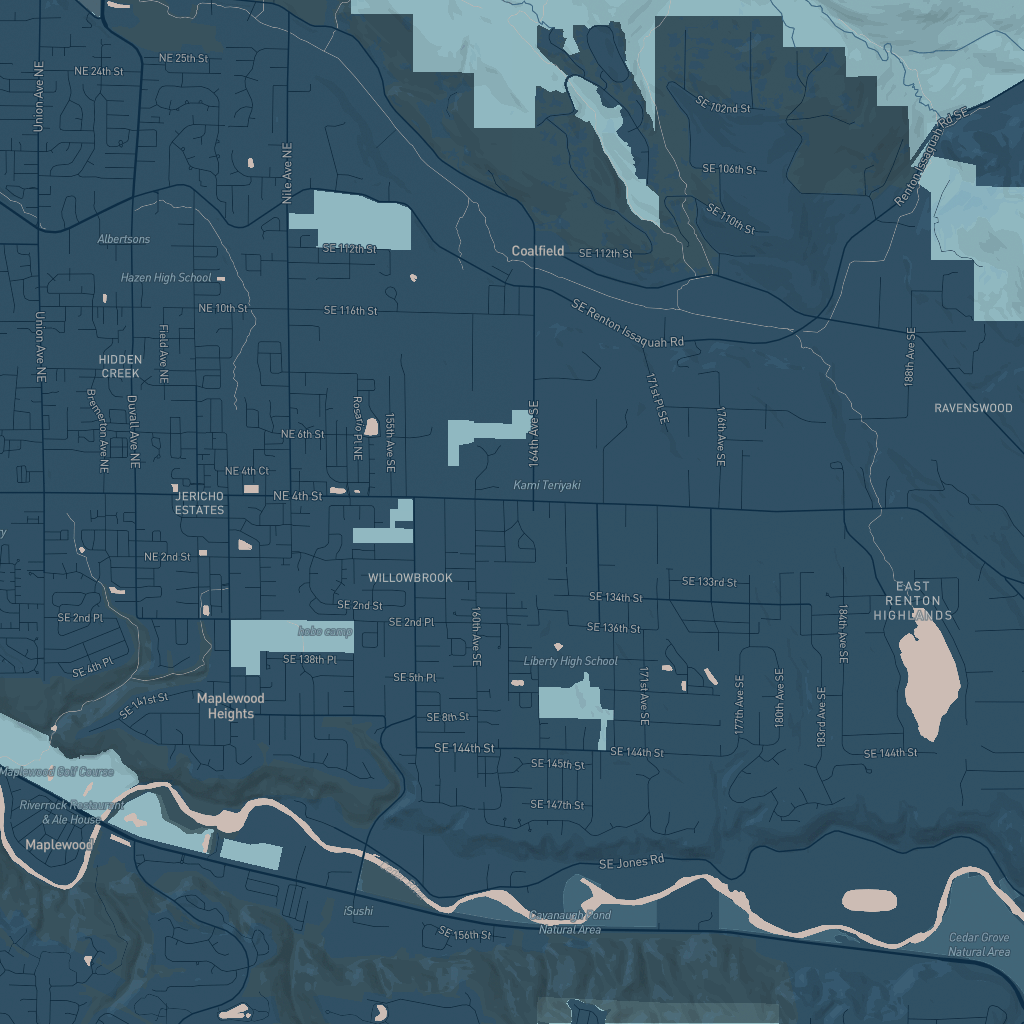 NE 25th St
NE 24th St
Union Ave NE
SE 102nd St
Renton Issaquah Rd SE
Nile Ave NE
SE 106th St
SE 110th St
Albertsons
SE 112th St
Coalfield
SE 112th St
Hazen High School
NE 10th St
SE 116th St
SE Renton Issaquah Rd
Union Ave NE
Field Ave NE
188th Ave SE
HIDDEN
CREEK
171st Pl SE
RAVENSWOOD
Bremerton Ave NE
Duvall Ave NE
Rosario Pl NE
155th Ave SE
164th Ave SE
176th Ave SE
NE 6th St
NE 4th Ct
Kami Teriyaki
JERICHO
ESTATES
NE 4th St
NE 2nd St
WILLOWBROOK
SE 133rd St
EAST
RENTON
HIGHLANDS
SE 134th St
SE 2nd St
SE 2nd Pl
SE 2nd Pl
160th Ave SE
184th Ave SE
hobo camp
SE 136th St
SE 138th Pl
Liberty High School
SE 4th Pl
SE 5th Pl
171st Ave SE
177th Ave SE
180th Ave SE
183rd Ave SE
SE 141st St
Maplewood
Heights
SE 8th St
SE 144th St
SE 144th St
SE 144th St
SE 145th St
Maplewood Golf Course
Riverrock Restaurant
& Ale House
SE 147th St
Maplewood
SE Jones Rd
iSushi
Cavanaugh Pond
Natural Area
SE 156th St
Cedar Grove
Natural Area